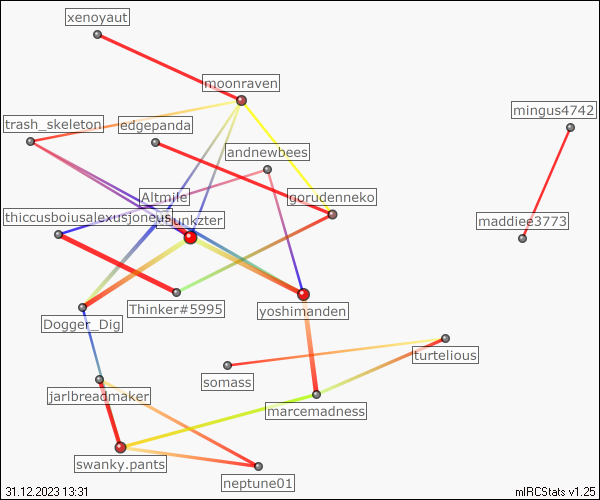 xenoyaut
moonraven
mingus4742
trash_skeleton
edgepanda
andnewbees
Altmile
gorudenneko
thiccusboiusalexusjoneus
maddiee3773
Thinker#5995
yoshimanden
Dogger_Dig
turtelious
somass
jarlbreadmaker
marcemadness
swanky.pants
neptune01
31.12.2023 13:31
mIRCStats v1.25